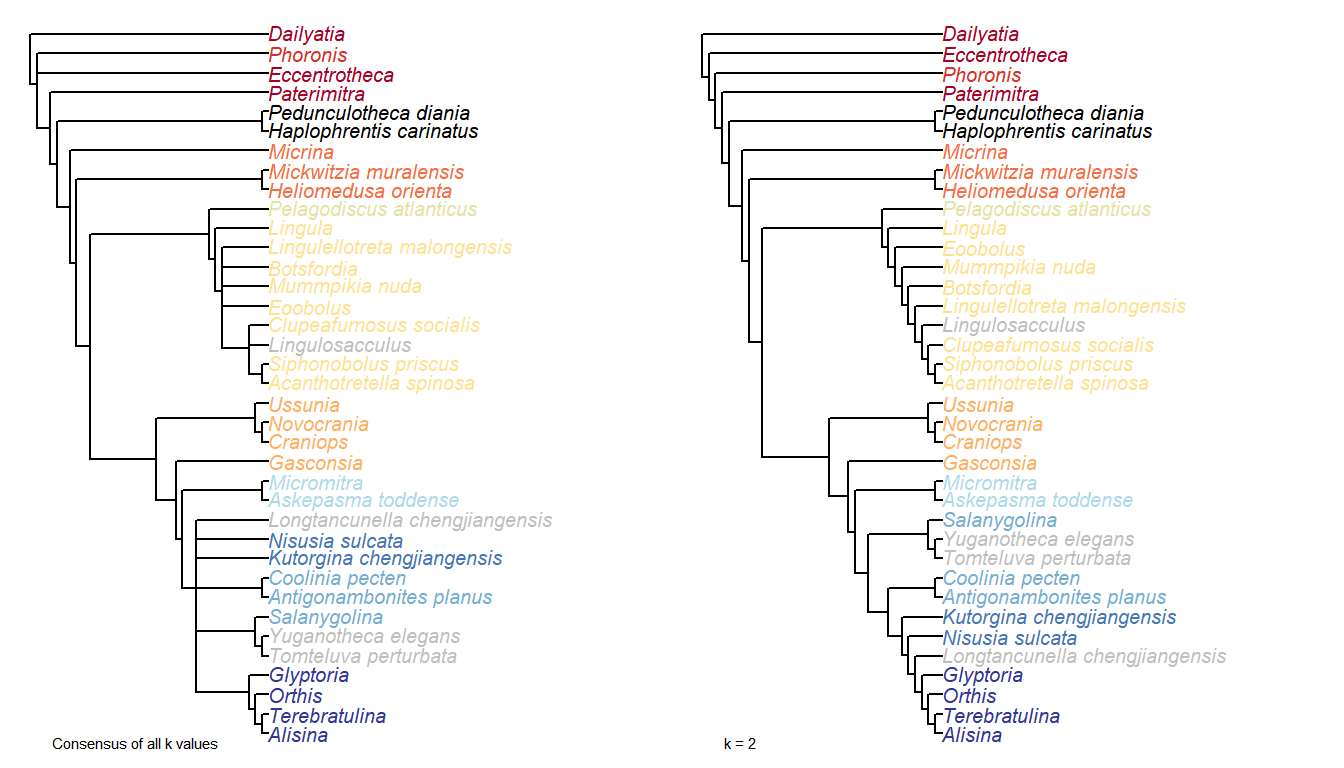 Dailyatia
Phoronis
Eccentrotheca
Paterimitra
Pedunculotheca diania
Haplophrentis carinatus
Micrina
Mickwitzia muralensis
Heliomedusa orienta
Pelagodiscus atlanticus
Lingula
Lingulellotreta malongensis
Botsfordia
Mummpikia nuda
Eoobolus
Clupeafumosus socialis
Lingulosacculus
Siphonobolus priscus
Acanthotretella spinosa
Ussunia
Novocrania
Craniops
Gasconsia
Micromitra
Askepasma toddense
Longtancunella chengjiangensis
Nisusia sulcata
Kutorgina chengjiangensis
Coolinia pecten
Antigonambonites planus
Salanygolina
Yuganotheca elegans
Tomteluva perturbata
Glyptoria
Orthis
Terebratulina
Alisina
Consensus of all k values
Dailyatia
Eccentrotheca
Phoronis
Paterimitra
Pedunculotheca diania
Haplophrentis carinatus
Micrina
Mickwitzia muralensis
Heliomedusa orienta
Pelagodiscus atlanticus
Lingula
Eoobolus
Mummpikia nuda
Botsfordia
Lingulellotreta malongensis
Lingulosacculus
Clupeafumosus socialis
Siphonobolus priscus
Acanthotretella spinosa
Ussunia
Novocrania
Craniops
Gasconsia
Micromitra
Askepasma toddense
Salanygolina
Yuganotheca elegans
Tomteluva perturbata
Coolinia pecten
Antigonambonites planus
Kutorgina chengjiangensis
Nisusia sulcata
Longtancunella chengjiangensis
Glyptoria
Orthis
Terebratulina
Alisina
k = 2